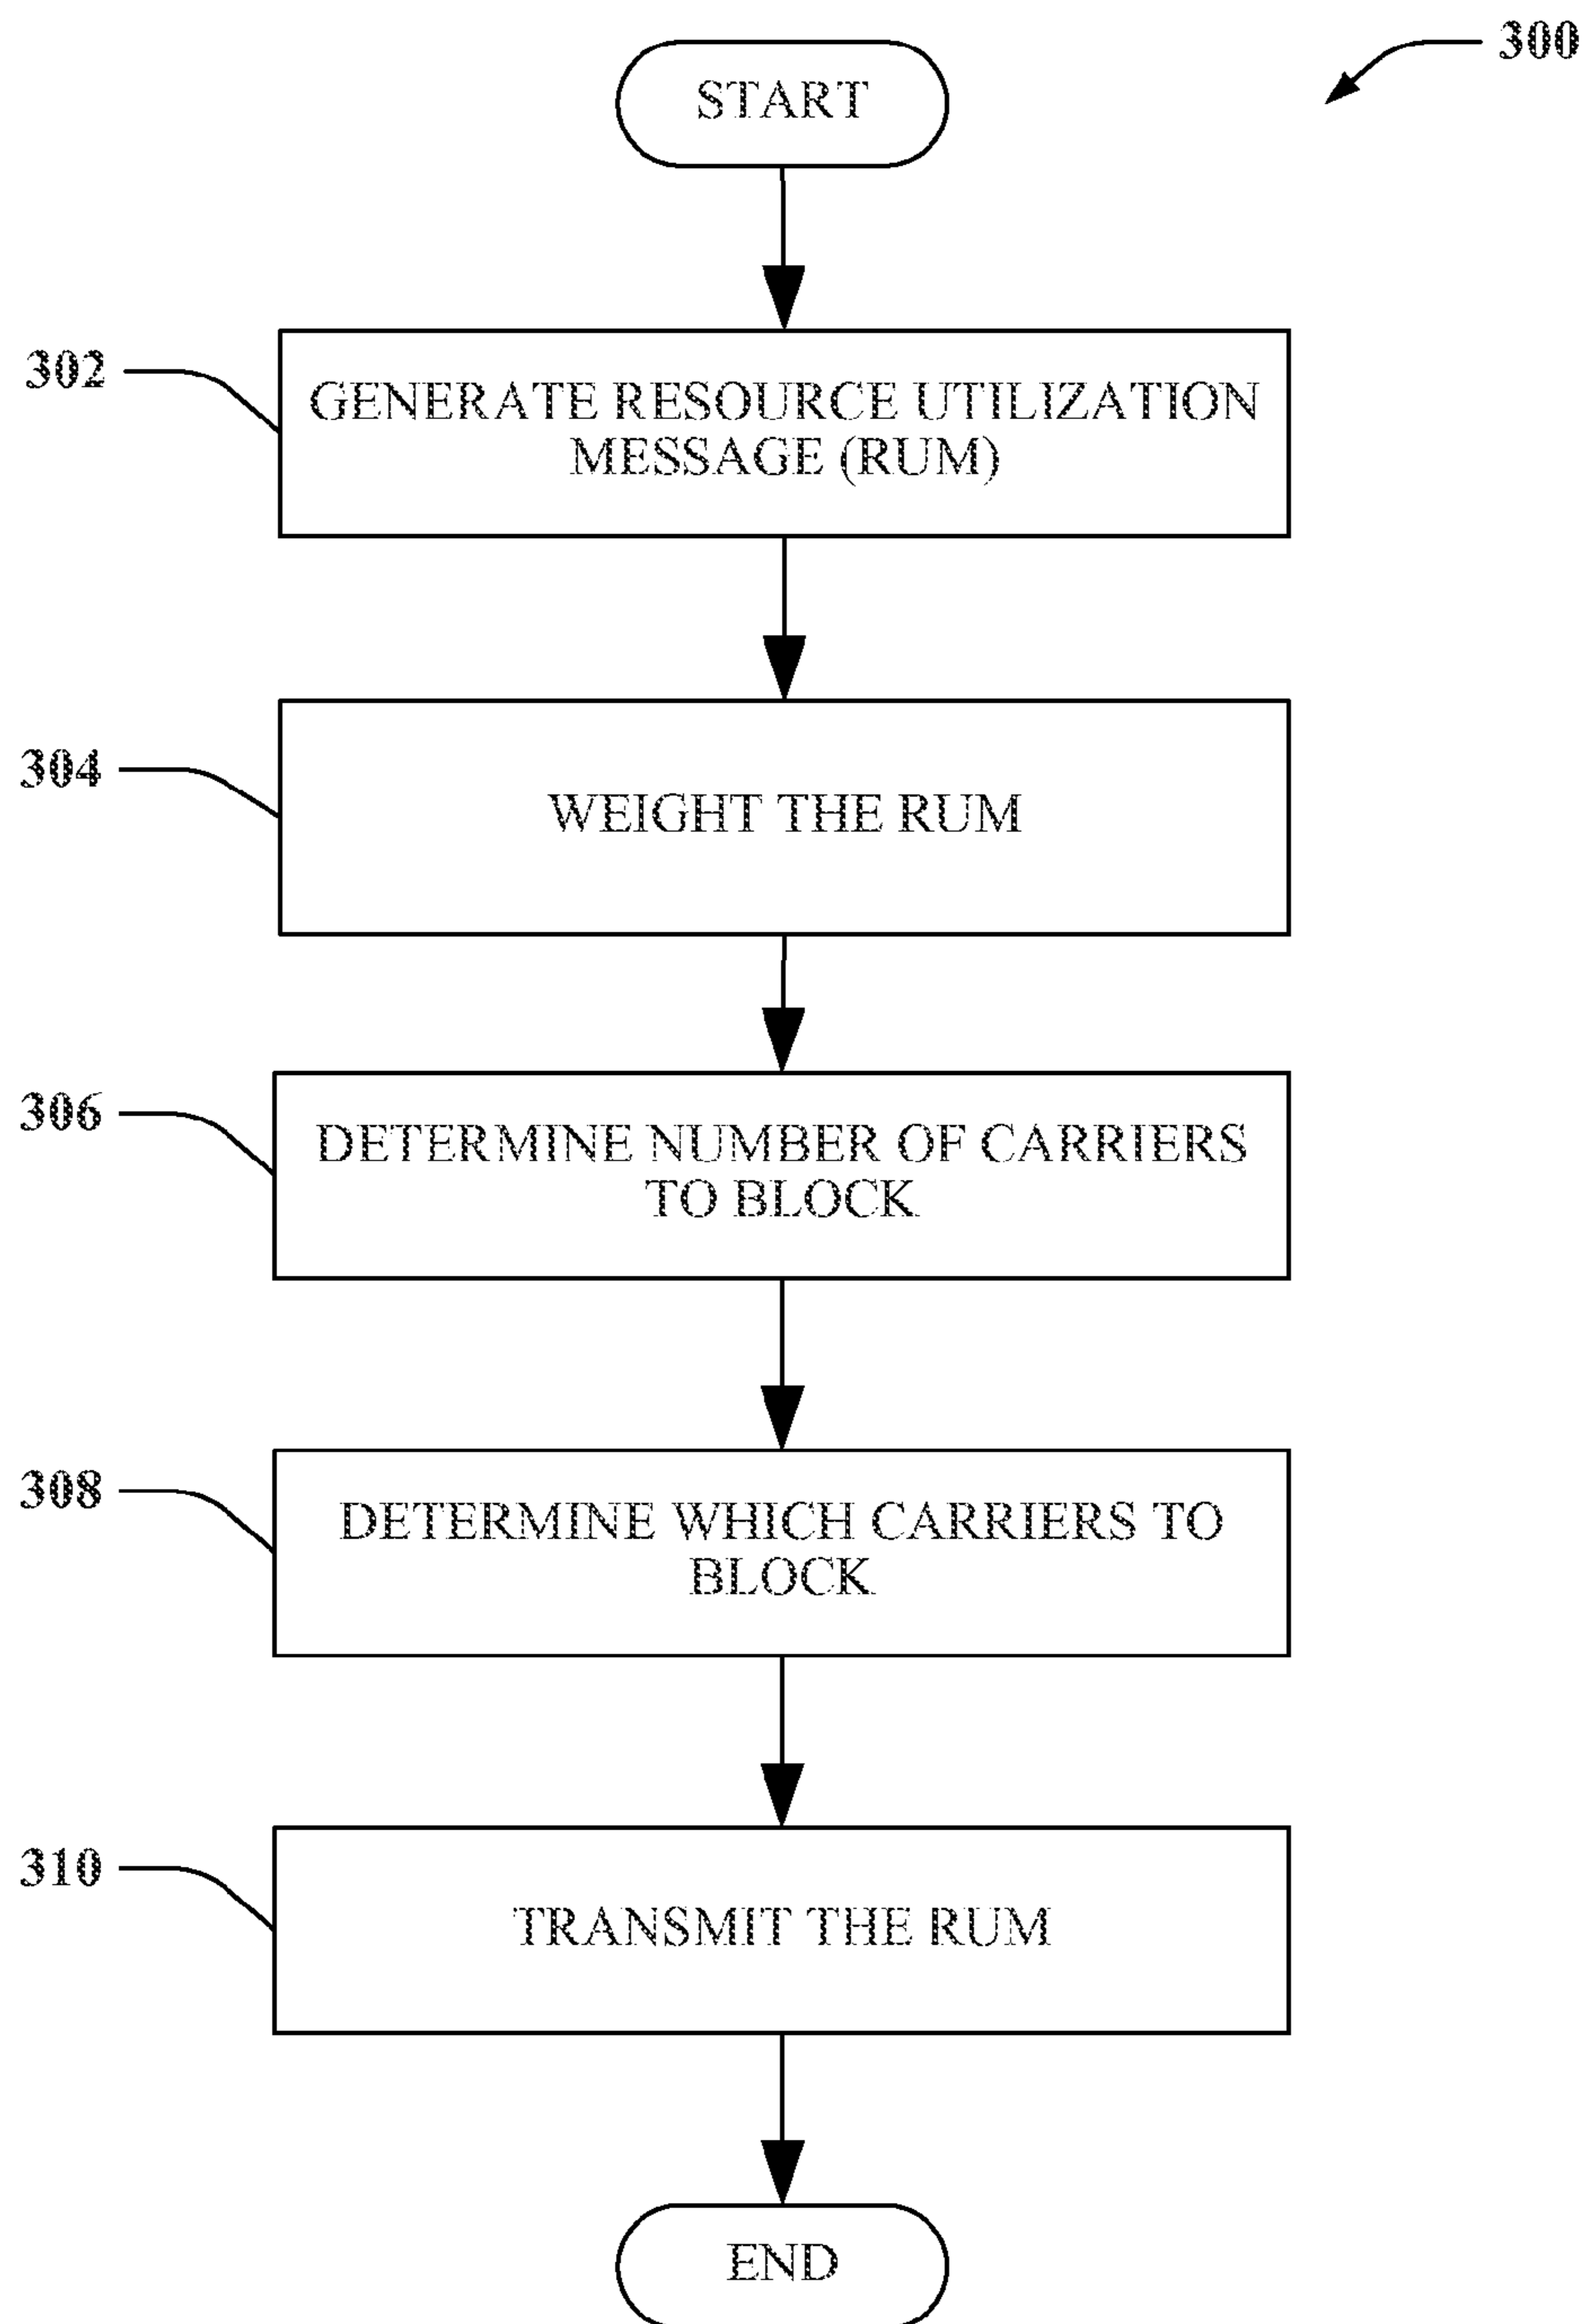 300
START
302
GENERATE RESOURCE UTILIZATION
MESSAGE (RUM)
304
WEIGHT THE RUM
306
DETERMINE NUMBER OF CARRIERS
TO BLOCK
308
DETERMINE WHICH CARRIERS TO
BLOCK
310
TRANSMIT THE RUM
END